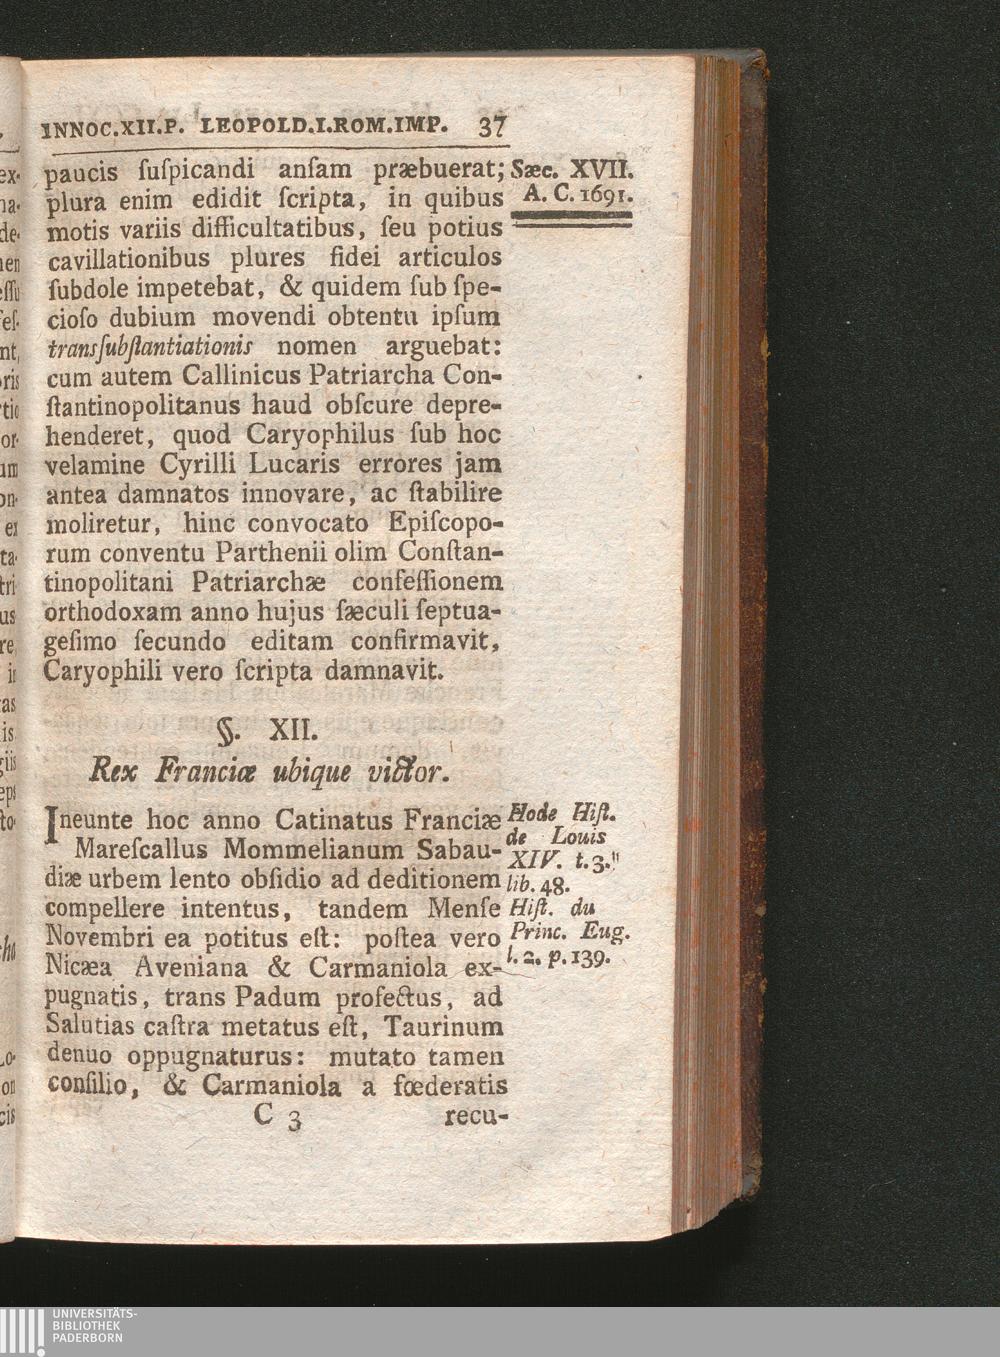 INNOC.XII.P. LEOPOLD.I.ROM.IMP. 37
paucis ſuſpicandi anſam præbuerat;
plura enim edidit ſcripta, in quibus
motis variis difficultatibus, ſeu potius
cavillationibus plures fidei articulos
ſubdole impetebat, & quidem ſub ſpe-
cioſo dubium movendi obtentu ipſum
transſubſtantiationis nomen arguebat:
cum autem Callinicus Patriarcha Con-
ſtantinopolitanus haud obſcure depre-
henderet, quod Caryophilus ſub hoc
velamine Cyrilli Lucaris errores jam
antea damnatos innovare, ac ſtabilire
moliretur, hinc convocato Epiſcopo-
rum conventu Parthenii olim Conſtan-
tinopolitani Patriarchæ confeſſionem
orthodoxam anno hujus ſæculi ſeptua-
geſimo ſecundo editam confirmavit,
Caryophili vero ſcripta damnavit.
Sæc. XVII.
A. C. 1691.
§. XII.
Rex Franciæ ubique victor.
Ineunte hoc anno Catinatus Franciæ
Mareſcallus Mommelianum Sabau-
diæ urbem lento obſidio ad deditionem
compellere intentus, tandem Menſe
Novembri ea potitus eſt: poſtea vero
Nicæa Aveniana & Carmaniola ex-
pugnatis, trans Padum profectus, ad
Salutias caſtra metatus eſt, Taurinum
denuo oppugnaturus: mutato tamen
conſilio, & Carmaniola a fœderatis
Hode Hiſt.
de Louis
XIV. t.3.
lib. 48.
Hiſt. du
Princ. Eug.
l. 2. p.139.
C 3 recu-
UNIVERSITÄTS-
BIBLIOTHEK
PADERBORN